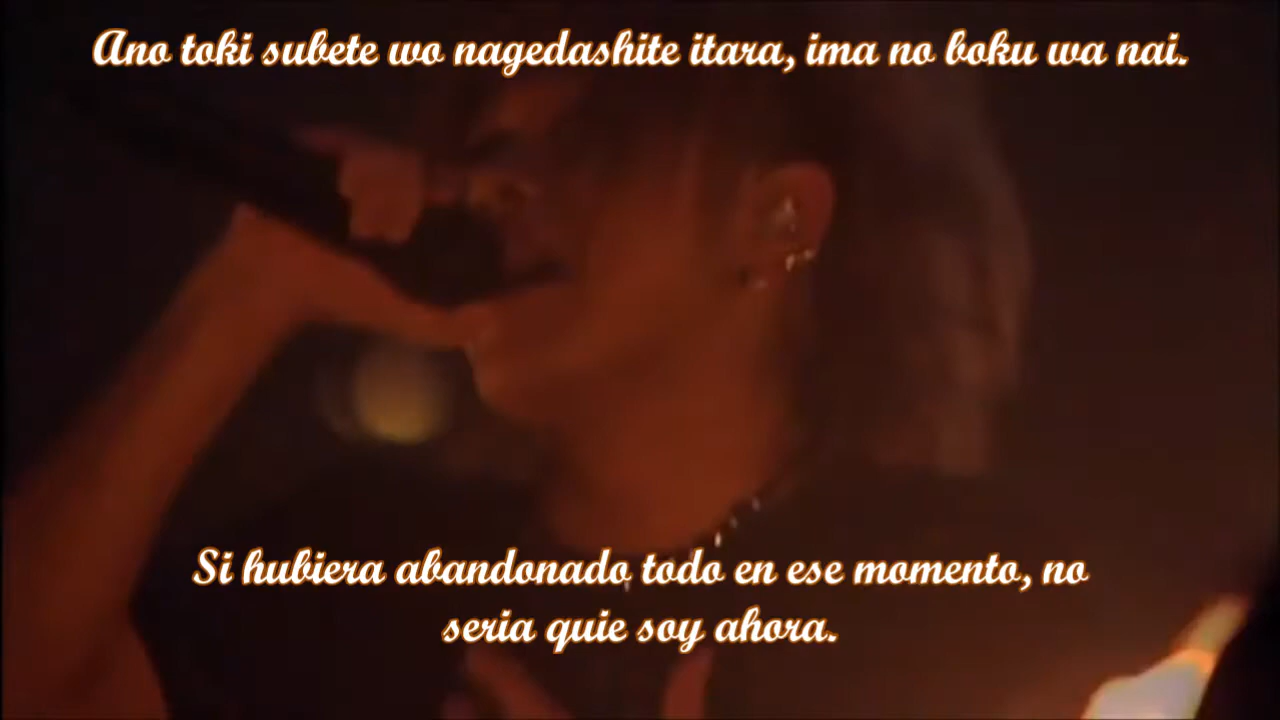 Ano toki subete wo nagedashite itara, ima no boku wa nai.
Si hubiera abandonado todo en ese momento, no
seria quie soy ahora.